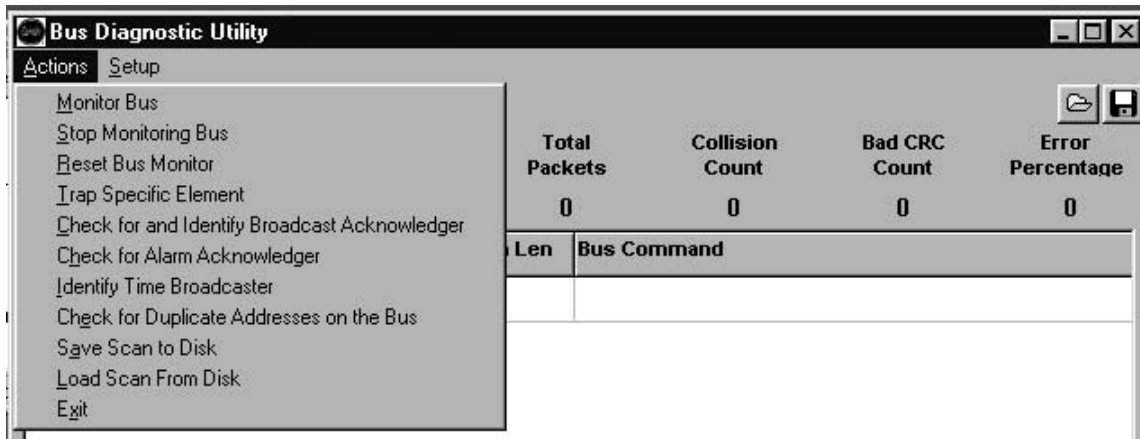 Bus Diagnostic Utility
Actions Setup
Monitor Bus
Stop Monitoring Bus
Reset Bus Monitor
Trap Specific Element
Check for and Identify Broadcast Acknowledger
Check for Alarm Acknowledger
Identify Time Broadcaster
Check for Duplicate Addresses on the Bus
Save Scan to Disk
Load Scan From Disk
Exit
Total Packets Collision Count Bad CRC Count Error Percentage
0 0 0 0
Len Bus Command